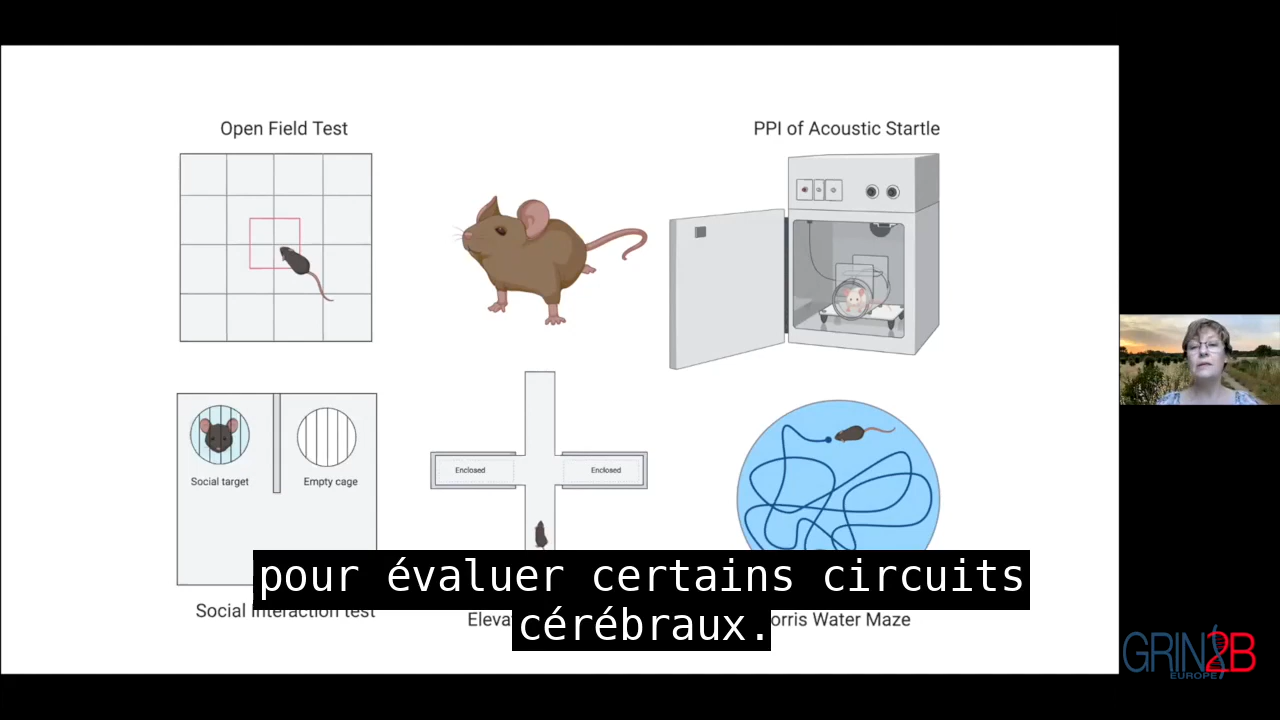 Open Field Test
PPI of Acoustic Startle
Social target
Empty cage
Enclosed
Enclosed
pour évaluer certains circuits
cérébraux.
Social interaction test
Eleva
orris Water Maze
GRIN2B
EUROPE